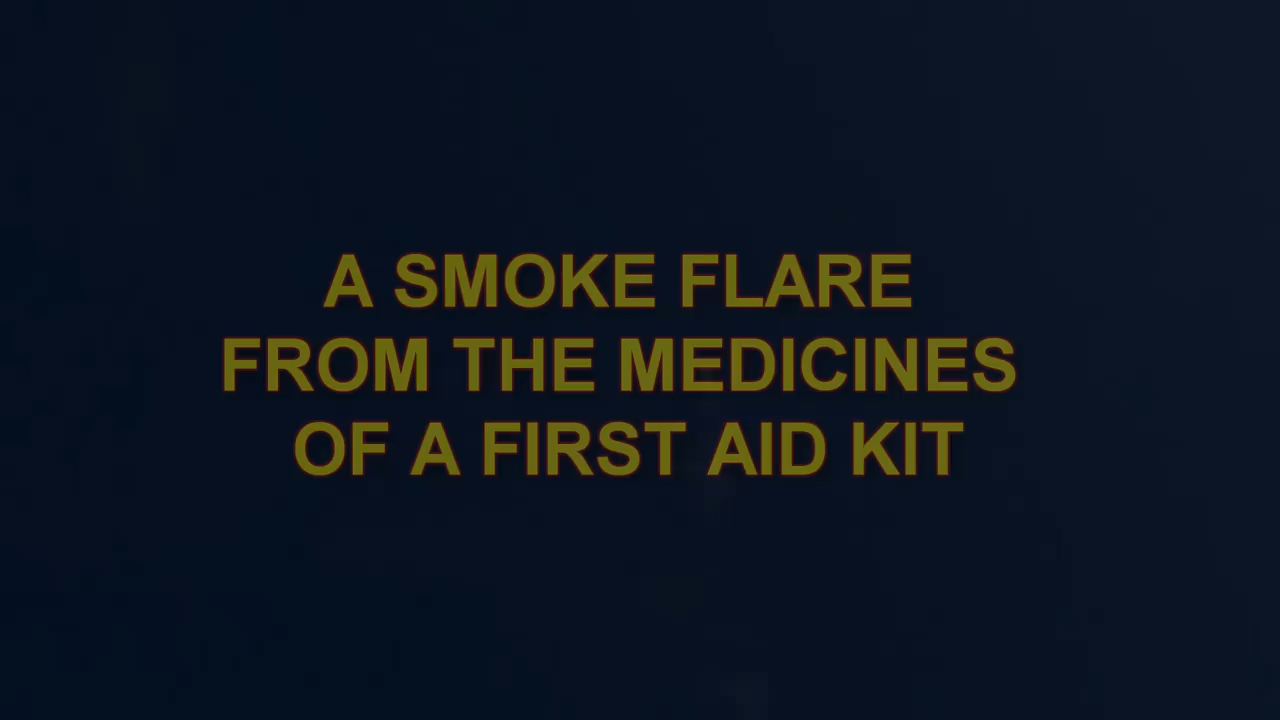 A SMOKE FLARE
FROM THE MEDICINES
OF A FIRST AID KIT